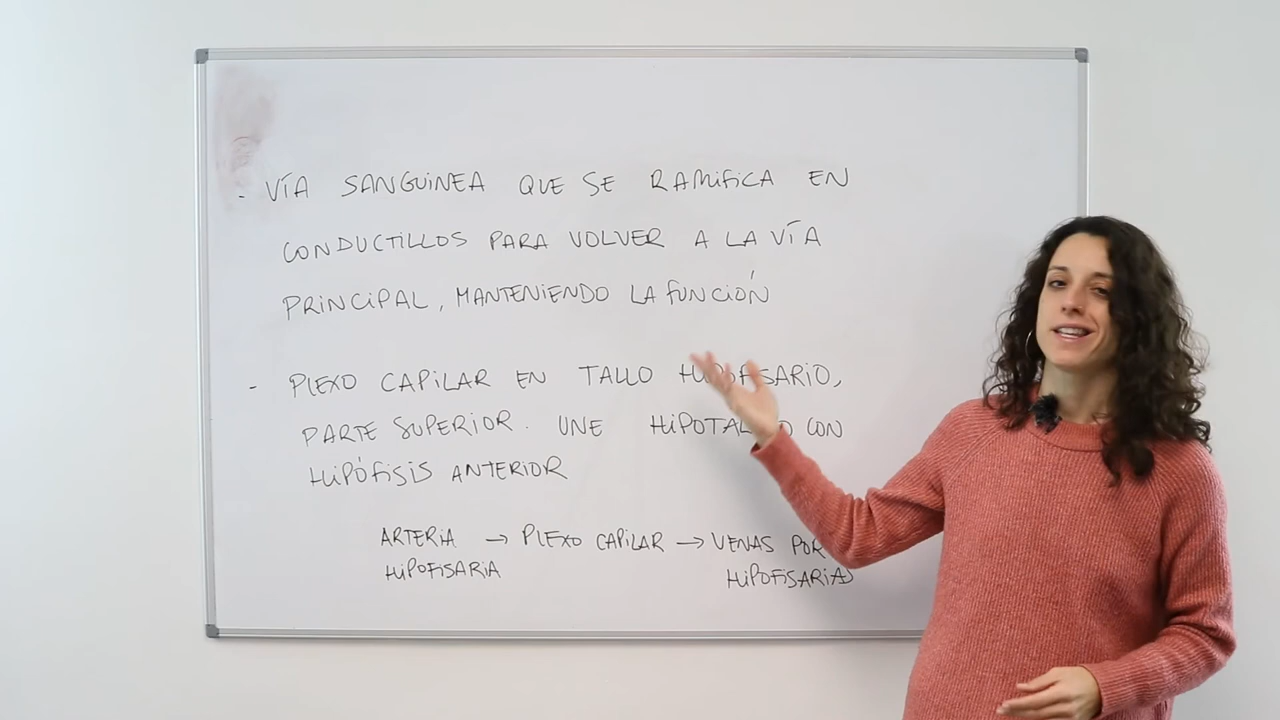 - VÍA SANGUINEA QUE SE RAMIFICA EN
CONDUCTILLOS PARA VOLVER A LA VÍA
PRINCIPAL, MANTENIENDO LA FUNCIÓN
- PLEXO CAPILAR EN TALLO HIPOFISARIO,
PARTE SUPERIOR. UNE CON
HIPÓFISIS ANTERIOR
ARTERIA → PLEXO CAPILAR → VENAS
HIPOFISARIA HIPOFISARIAS